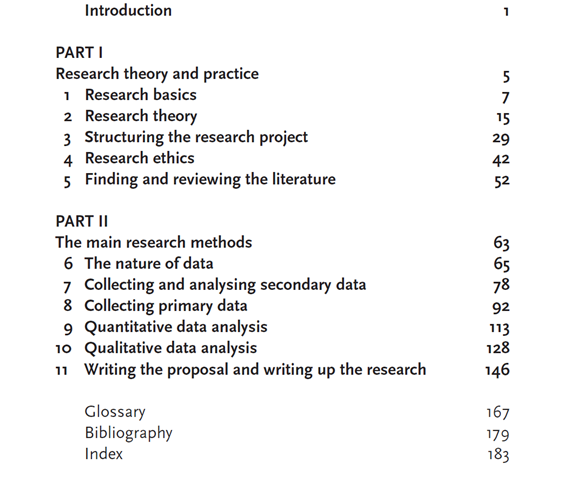 Introduction 1
PART I
Research theory and practice 5
1 Research basics 7
2 Research theory 15
3 Structuring the research project 29
4 Research ethics 42
5 Finding and reviewing the literature 52
PART II
The main research methods 63
6 The nature of data 65
7 Collecting and analysing secondary data 78
8 Collecting primary data 92
9 Quantitative data analysis 113
10 Qualitative data analysis 128
11 Writing the proposal and writing up the research 146
Glossary 167
Bibliography 179
Index 183